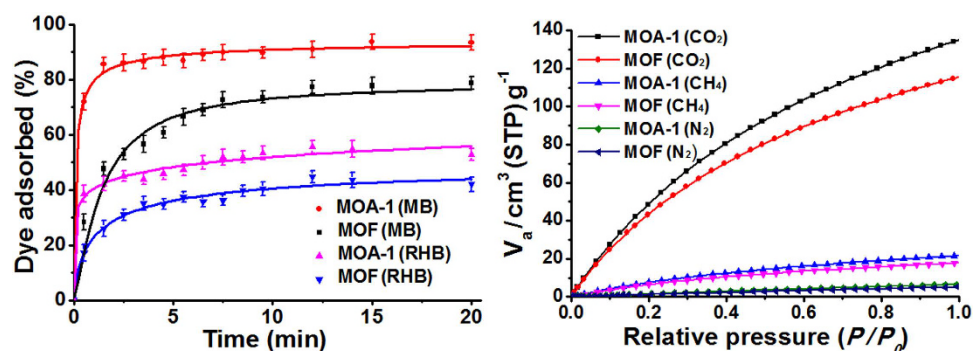 100
80
60
40
20
0
Dye adsorbed (%)
MOA-1 (MB)
MOF (MB)
MOA-1 (RHB)
MOF (RHB)
0 5 10 15 20
Time (min)
140
120
100
80
60
40
20
0
Va / cm³ (STP) g⁻¹
MOA-1 (CO₂)
MOF (CO₂)
MOA-1 (CH₄)
MOF (CH₄)
MOA-1 (N₂)
MOF (N₂)
0.0 0.2 0.4 0.6 0.8 1.0
Relative pressure (P/P₀)